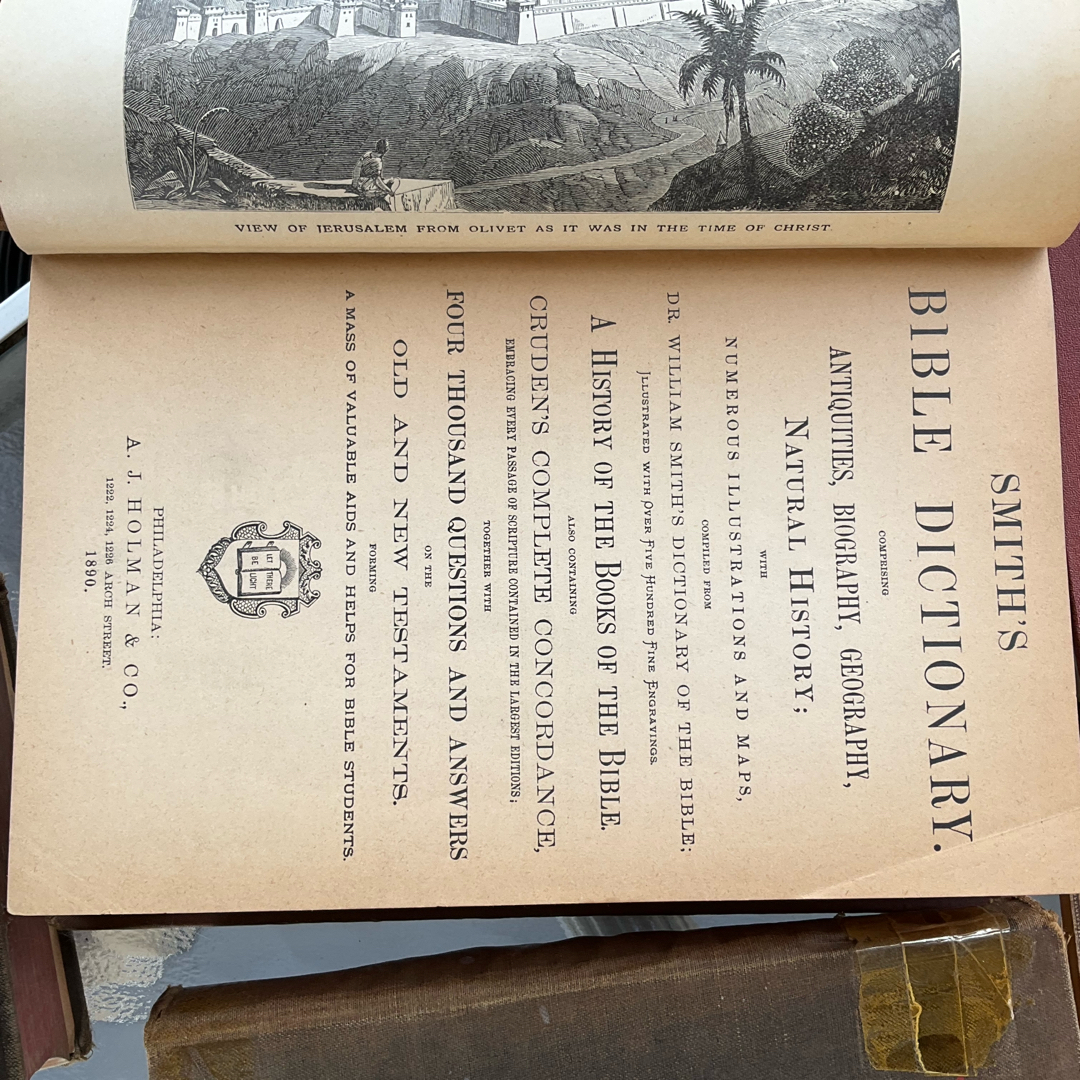 VIEW OF JERUSALEM FROM OLIVET AS IT WAS IN THE TIME OF CHRIST.
SMITH'S
BIBLE DICTIONARY.
COMPRISING
ANTIQUITIES, BIOGRAPHY, GEOGRAPHY,
NATURAL HISTORY;
WITH
NUMEROUS ILLUSTRATIONS AND MAPS,
COMPILED FROM
DR. WILLIAM SMITH'S DICTIONARY OF THE BIBLE;
ILLUSTRATED WITH OVER FIVE HUNDRED FINE ENGRAVINGS.
A HISTORY OF THE BOOKS OF THE BIBLE.
ALSO CONTAINING
CRUDEN'S COMPLETE CONCORDANCE,
EMBRACING EVERY PASSAGE OF SCRIPTURE CONTAINED IN THE LARGEST EDITIONS;
TOGETHER WITH
FOUR THOUSAND QUESTIONS AND ANSWERS
ON THE
OLD AND NEW TESTAMENTS.
FORMING
A MASS OF VALUABLE AIDS AND HELPS FOR BIBLE STUDENTS.
LET THERE
BE LIGHT
PHILADELPHIA:
A. J. HOLMAN & CO.,
1222, 1224, 1226 ARCH STREET.
1890.